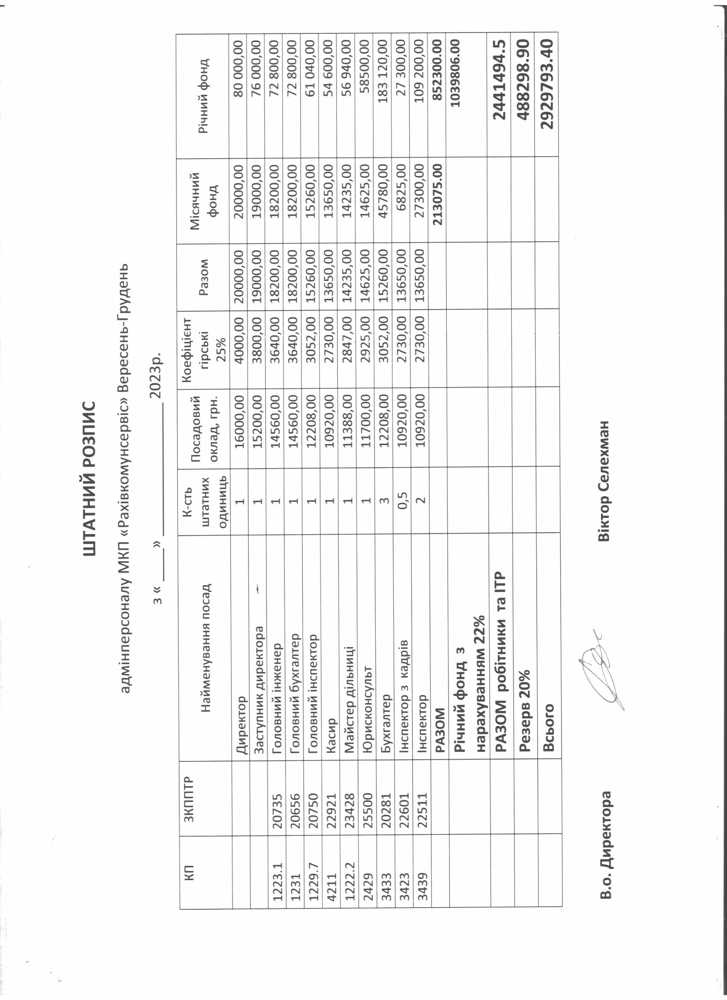 ШТАТНИЙ РОЗПИС
адмінперсоналу МКП «Рахівкомунсервіс» Вересень-Грудень
з « ____ » ____________________ 2023р.
КП ЗКППТР Найменування посад К-сть штатних одиниць Посадовий оклад, грн. Коефіцієнт гірські 25% Разом Місячний фонд Річний фонд
Директор 1 16000,00 4000,00 20000,00 20000,00 80 000,00
Заступник директора 1 15200,00 3800,00 19000,00 19000,00 76 000,00
1223.1 20735 Головний інженер 1 14560,00 3640,00 18200,00 18200,00 72 800,00
1231 20656 Головний бухгалтер 1 14560,00 3640,00 18200,00 18200,00 72 800,00
1229.7 20750 Головний інспектор 1 12208,00 3052,00 15260,00 15260,00 61 040,00
4211 22921 Касир 1 10920,00 2730,00 13650,00 13650,00 54 600,00
1222.2 23428 Майстер дільниці 1 11388,00 2847,00 14235,00 14235,00 56 940,00
2429 25500 Юрисконсульт 1 11700,00 2925,00 14625,00 14625,00 58500,00
3433 20281 Бухгалтер 3 12208,00 3052,00 15260,00 45780,00 183 120,00
3423 22601 Інспектор з кадрів 0,5 10920,00 2730,00 13650,00 6825,00 27 300,00
3439 22511 Інспектор 2 10920,00 2730,00 13650,00 27300,00 109 200,00
РАЗОМ 213075.00 852300.00
Річний фонд з 1039806.00
нарахуванням 22%
РАЗОМ робітники та ІТР 2441494.5
Резерв 20% 488298.90
Всього 2929793.40
В.о. Директора Віктор Селехман